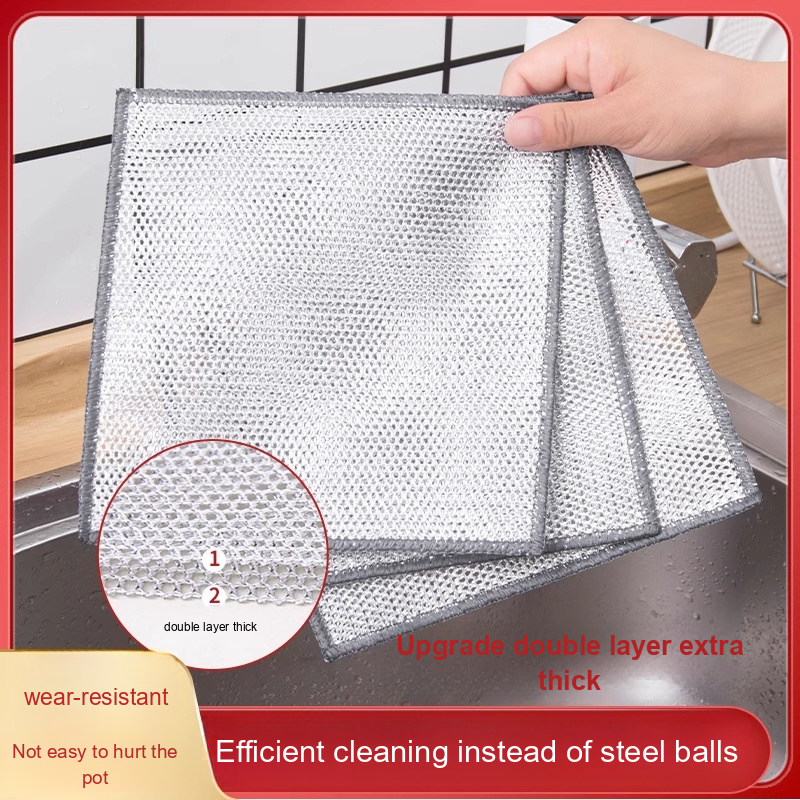 1
2
double layer thick
Upgrade double layer extra
thick
wear-resistant
Not easy to hurt the
pot
Efficient cleaning instead of steel balls